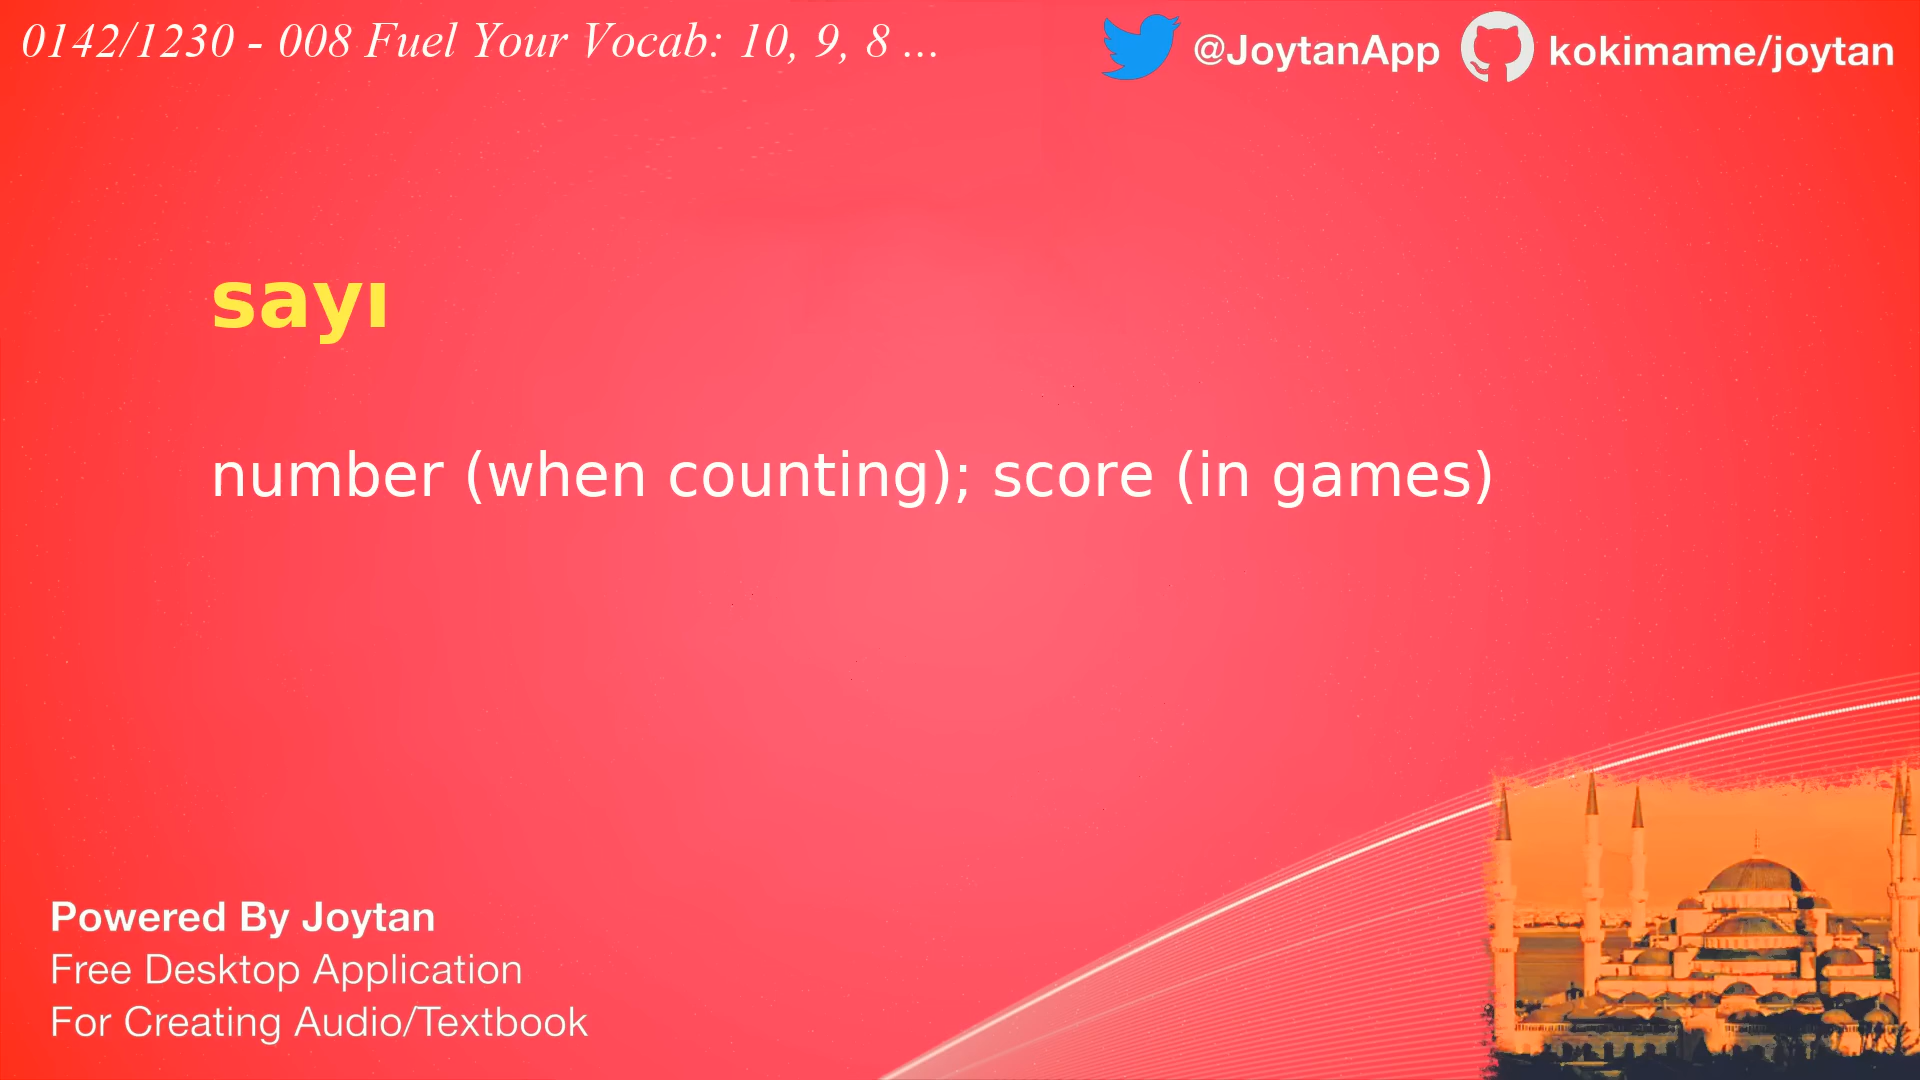 0142/1230 - 008 Fuel Your Vocab: 10, 9, 8 ...
@JoytanApp
kokimame/joytan
sayı
number (when counting); score (in games)
Powered By Joytan
Free Desktop Application
For Creating Audio/Textbook